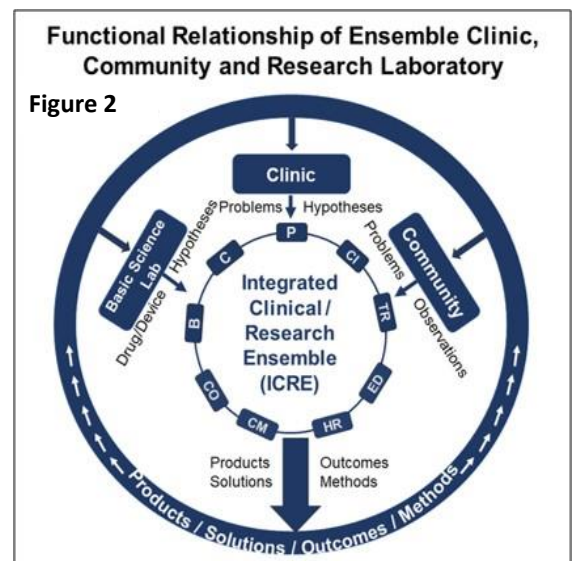 Functional Relationship of Ensemble Clinic,
Community and Research Laboratory
Figure 2
Clinic
Problems Hypotheses
Basic Science
Lab
Hypotheses
Drug/Device
Community
Problems
Observations
P
CI
TR
ED
HR
CM
CO
B
C
Integrated
Clinical /
Research
Ensemble
(ICRE)
Products
Solutions
Outcomes
Methods
Products / Solutions / Outcomes / Methods